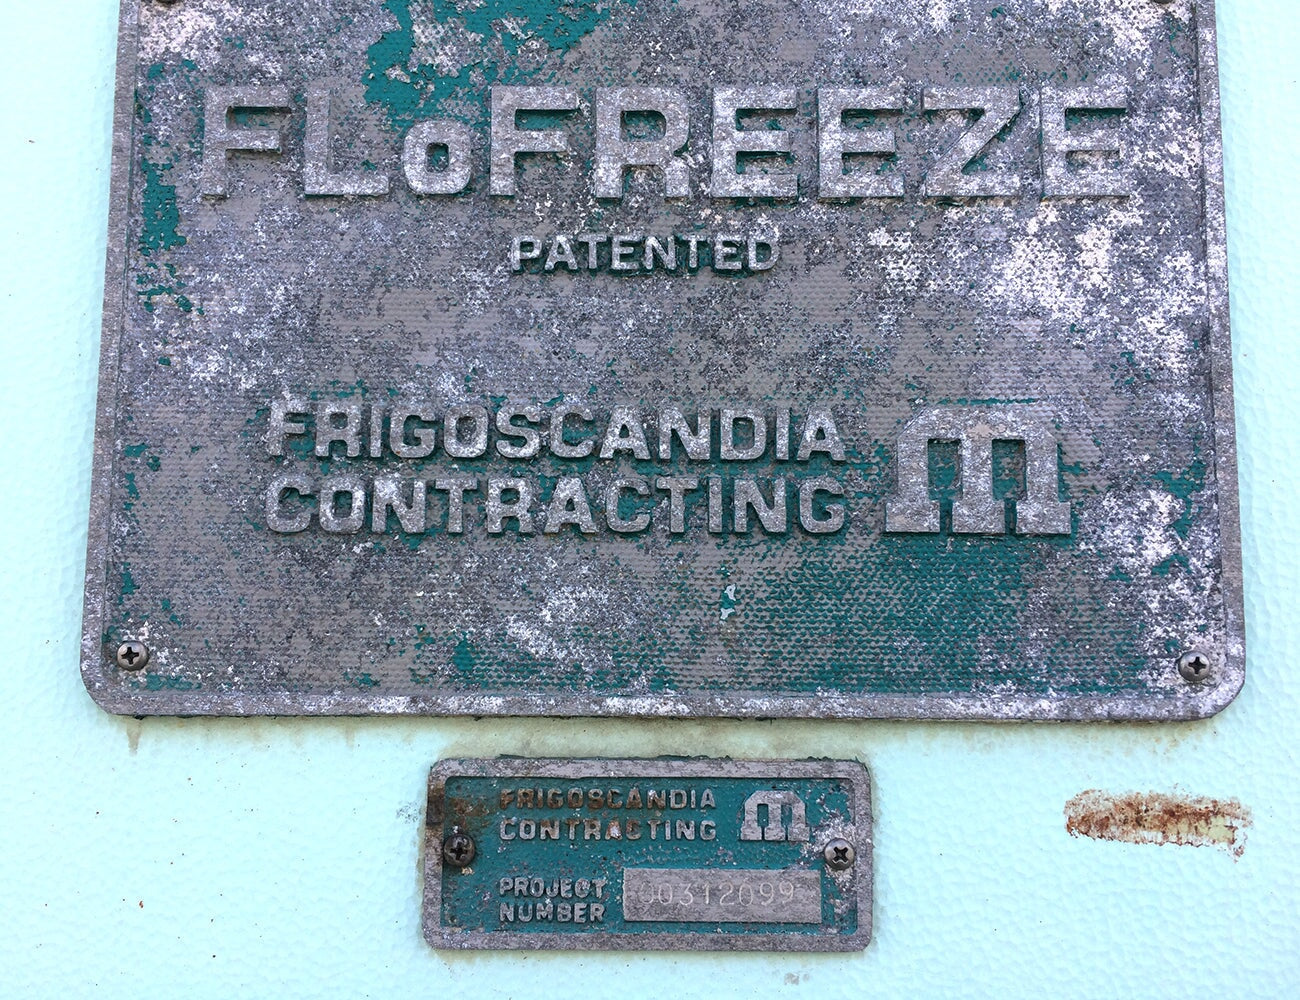 FLoFREEZE
PATENTED
FRIGOSCANDIA
CONTRACTING m
FRIGOSCANDIA
CONTRACTING m
PROJECT
NUMBER 00312099